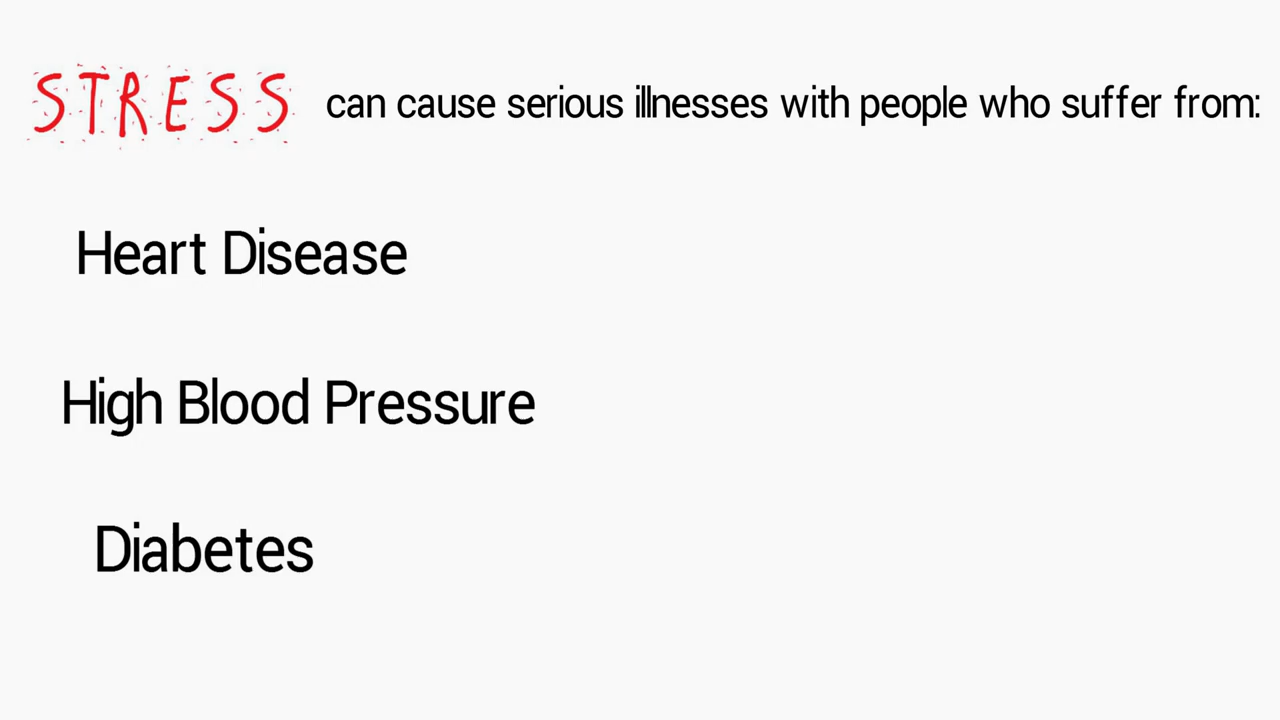 STRESS can cause serious illnesses with people who suffer from:
Heart Disease
High Blood Pressure
Diabetes